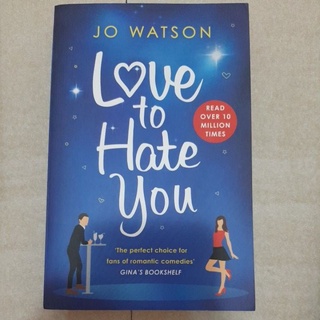 JO WATSON
Love
to
Hate
You
READ
OVER 10
MILLION
TIMES
'The perfect choice for
fans of romantic comedies'
GINA'S BOOKSHELF